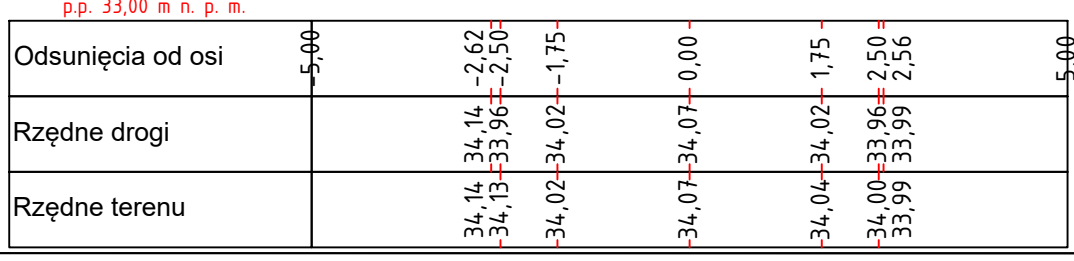 p.p. 33,00 m n. p. m.
Odsunięcia od osi -5,00 -2,62 -2,50 -1,75 0,00 1,75 2,50 2,56 5,00
Rzędne drogi 34,14 33,96 34,02 34,07 34,02 33,96 33,99
Rzędne terenu 34,14 34,13 34,02 34,07 34,04 34,00 33,99